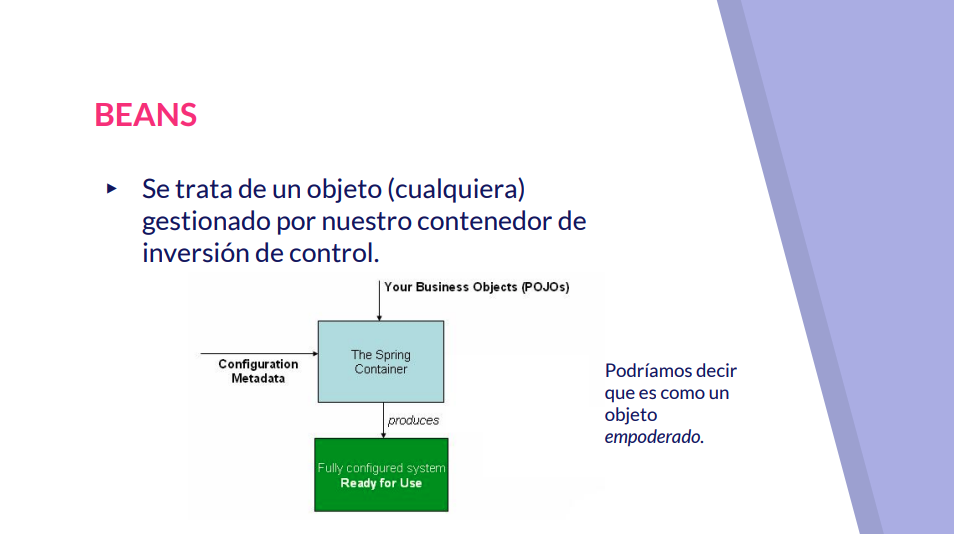 BEANS
▸ Se trata de un objeto (cualquiera)
gestionado por nuestro contenedor de
inversión de control.
Your Business Objects (POJOs)
The Spring
Container
Configuration
Metadata
produces
Fully configured system
Ready for Use
Podríamos decir
que es como un
objeto
empoderado.